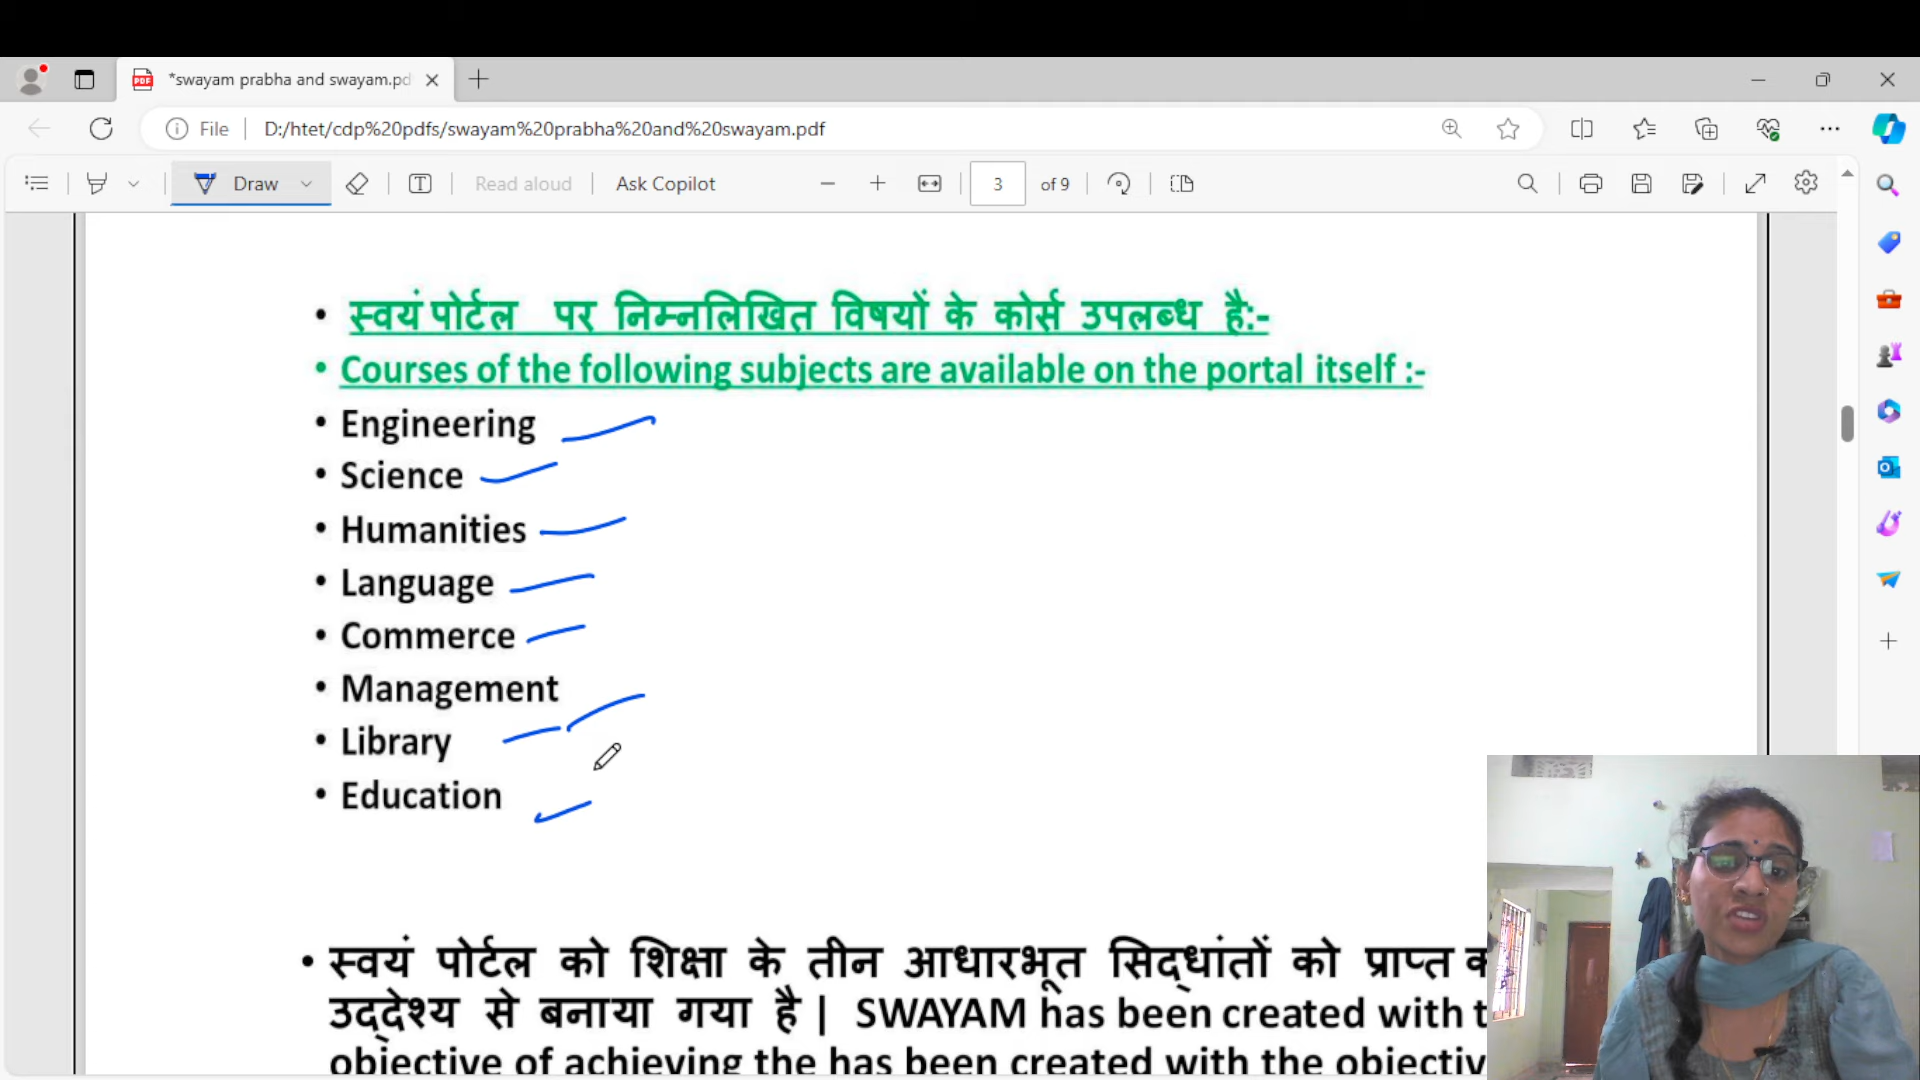 *swayam prabha and swayam.pd
File
D:/htet/cdp%20pdfs/swayam%20prabha%20and%20swayam.pdf
Draw
Read aloud
Ask Copilot
3
of 9
• स्वयं पोर्टल पर निम्नलिखित विषयों के कोर्स उपलब्ध है:-
• Courses of the following subjects are available on the portal itself :-
• Engineering
• Science
• Humanities
• Language
• Commerce
• Management
• Library
• Education
• स्वयं पोर्टल को शिक्षा के तीन आधारभूत सिद्धांतों को प्राप्त
उद्देश्य से बनाया गया है | SWAYAM has been created with
objective of achieving the has been created with the objectiv